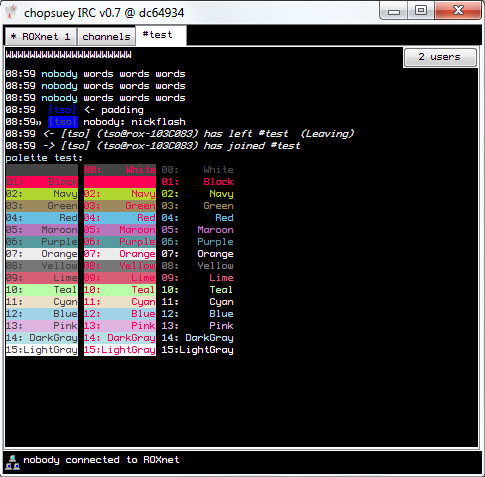 chopsuey IRC v0.7 @ dc64934
* ROXnet 1 channels #test
2 users
08:59 nobody words words words
08:59 nobody words words words
08:59 nobody words words words
08:59 [tso] <- padding
08:59» [tso] nobody: nickflash
08:59 <- [tso] (tso@rox-103C083) has left #test (Leaving)
08:59 -> [tso] (tso@rox-103C083) has joined #test
palette test:
00: White 00: White
01: Black 01: Black
02: Navy 02: Navy 02: Navy
03: Green 03: Green 03: Green
04: Red 04: Red 04: Red
05: Maroon 05: Maroon 05: Maroon
06: Purple 06: Purple 06: Purple
07: Orange 07: Orange 07: Orange
08: Yellow 08: Yellow 08: Yellow
09: Lime 09: Lime 09: Lime
10: Teal 10: Teal 10: Teal
11: Cyan 11: Cyan 11: Cyan
12: Blue 12: Blue 12: Blue
13: Pink 13: Pink 13: Pink
14: DarkGray 14: DarkGray 14: DarkGray
15:LightGray 15:LightGray 15:LightGray
nobody connected to ROXnet